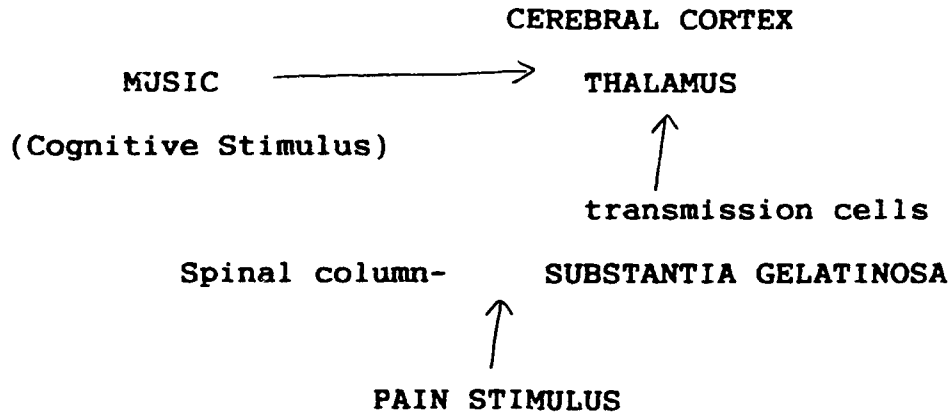 CEREBRAL CORTEX
MUSIC THALAMUS
(Cognitive Stimulus)
transmission cells
Spinal column- SUBSTANTIA GELATINOSA
PAIN STIMULUS